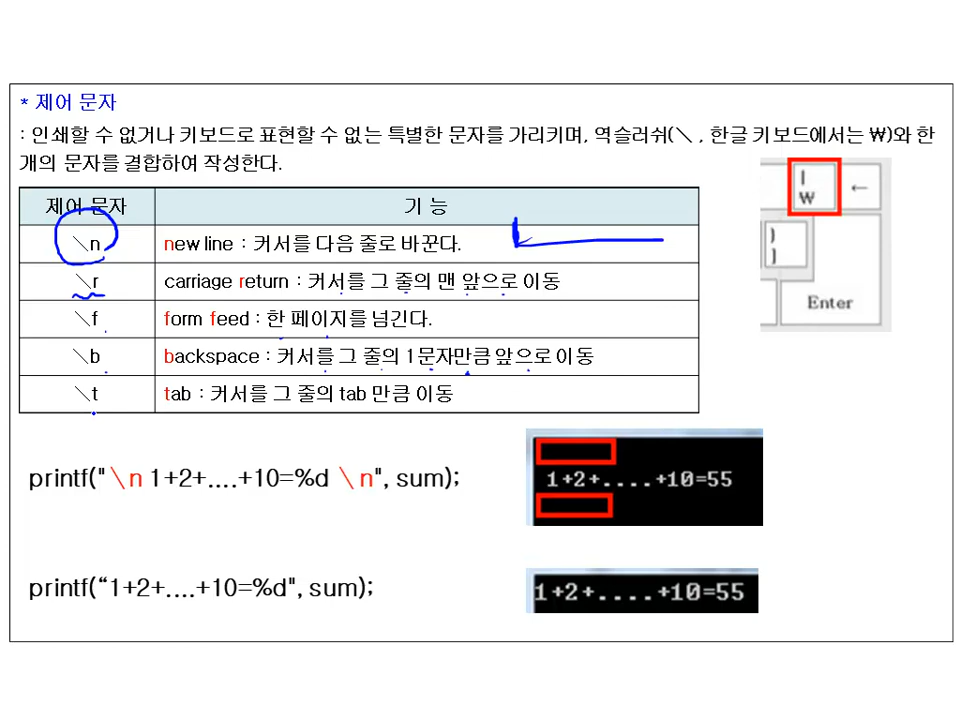 * 제어 문자
: 인쇄할 수 없거나 키보드로 표현할 수 없는 특별한 문자를 가리키며, 역슬러쉬(＼ , 한글 키보드에서는 ₩)와 한
개의 문자를 결합하여 작성한다.
제어 문자 기 능
＼n new line : 커서를 다음 줄로 바꾼다.
＼r carriage return : 커서를 그 줄의 맨 앞으로 이동
＼f form feed : 한 페이지를 넘긴다.
＼b backspace : 커서를 그 줄의 1문자만큼 앞으로 이동
＼t tab : 커서를 그 줄의 tab 만큼 이동
| ←
₩
}
]
Enter
printf("＼n 1+2+....+10=%d ＼n", sum);
1+2+....+10=55
printf(“1+2+....+10=%d", sum);
1+2+....+10=55